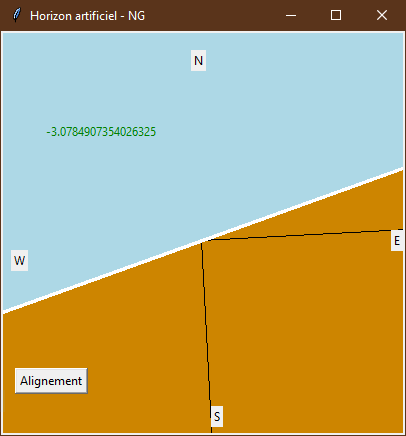 Horizon artificiel - NG
N
-3.0784907354026325
E
W
Alignement
S